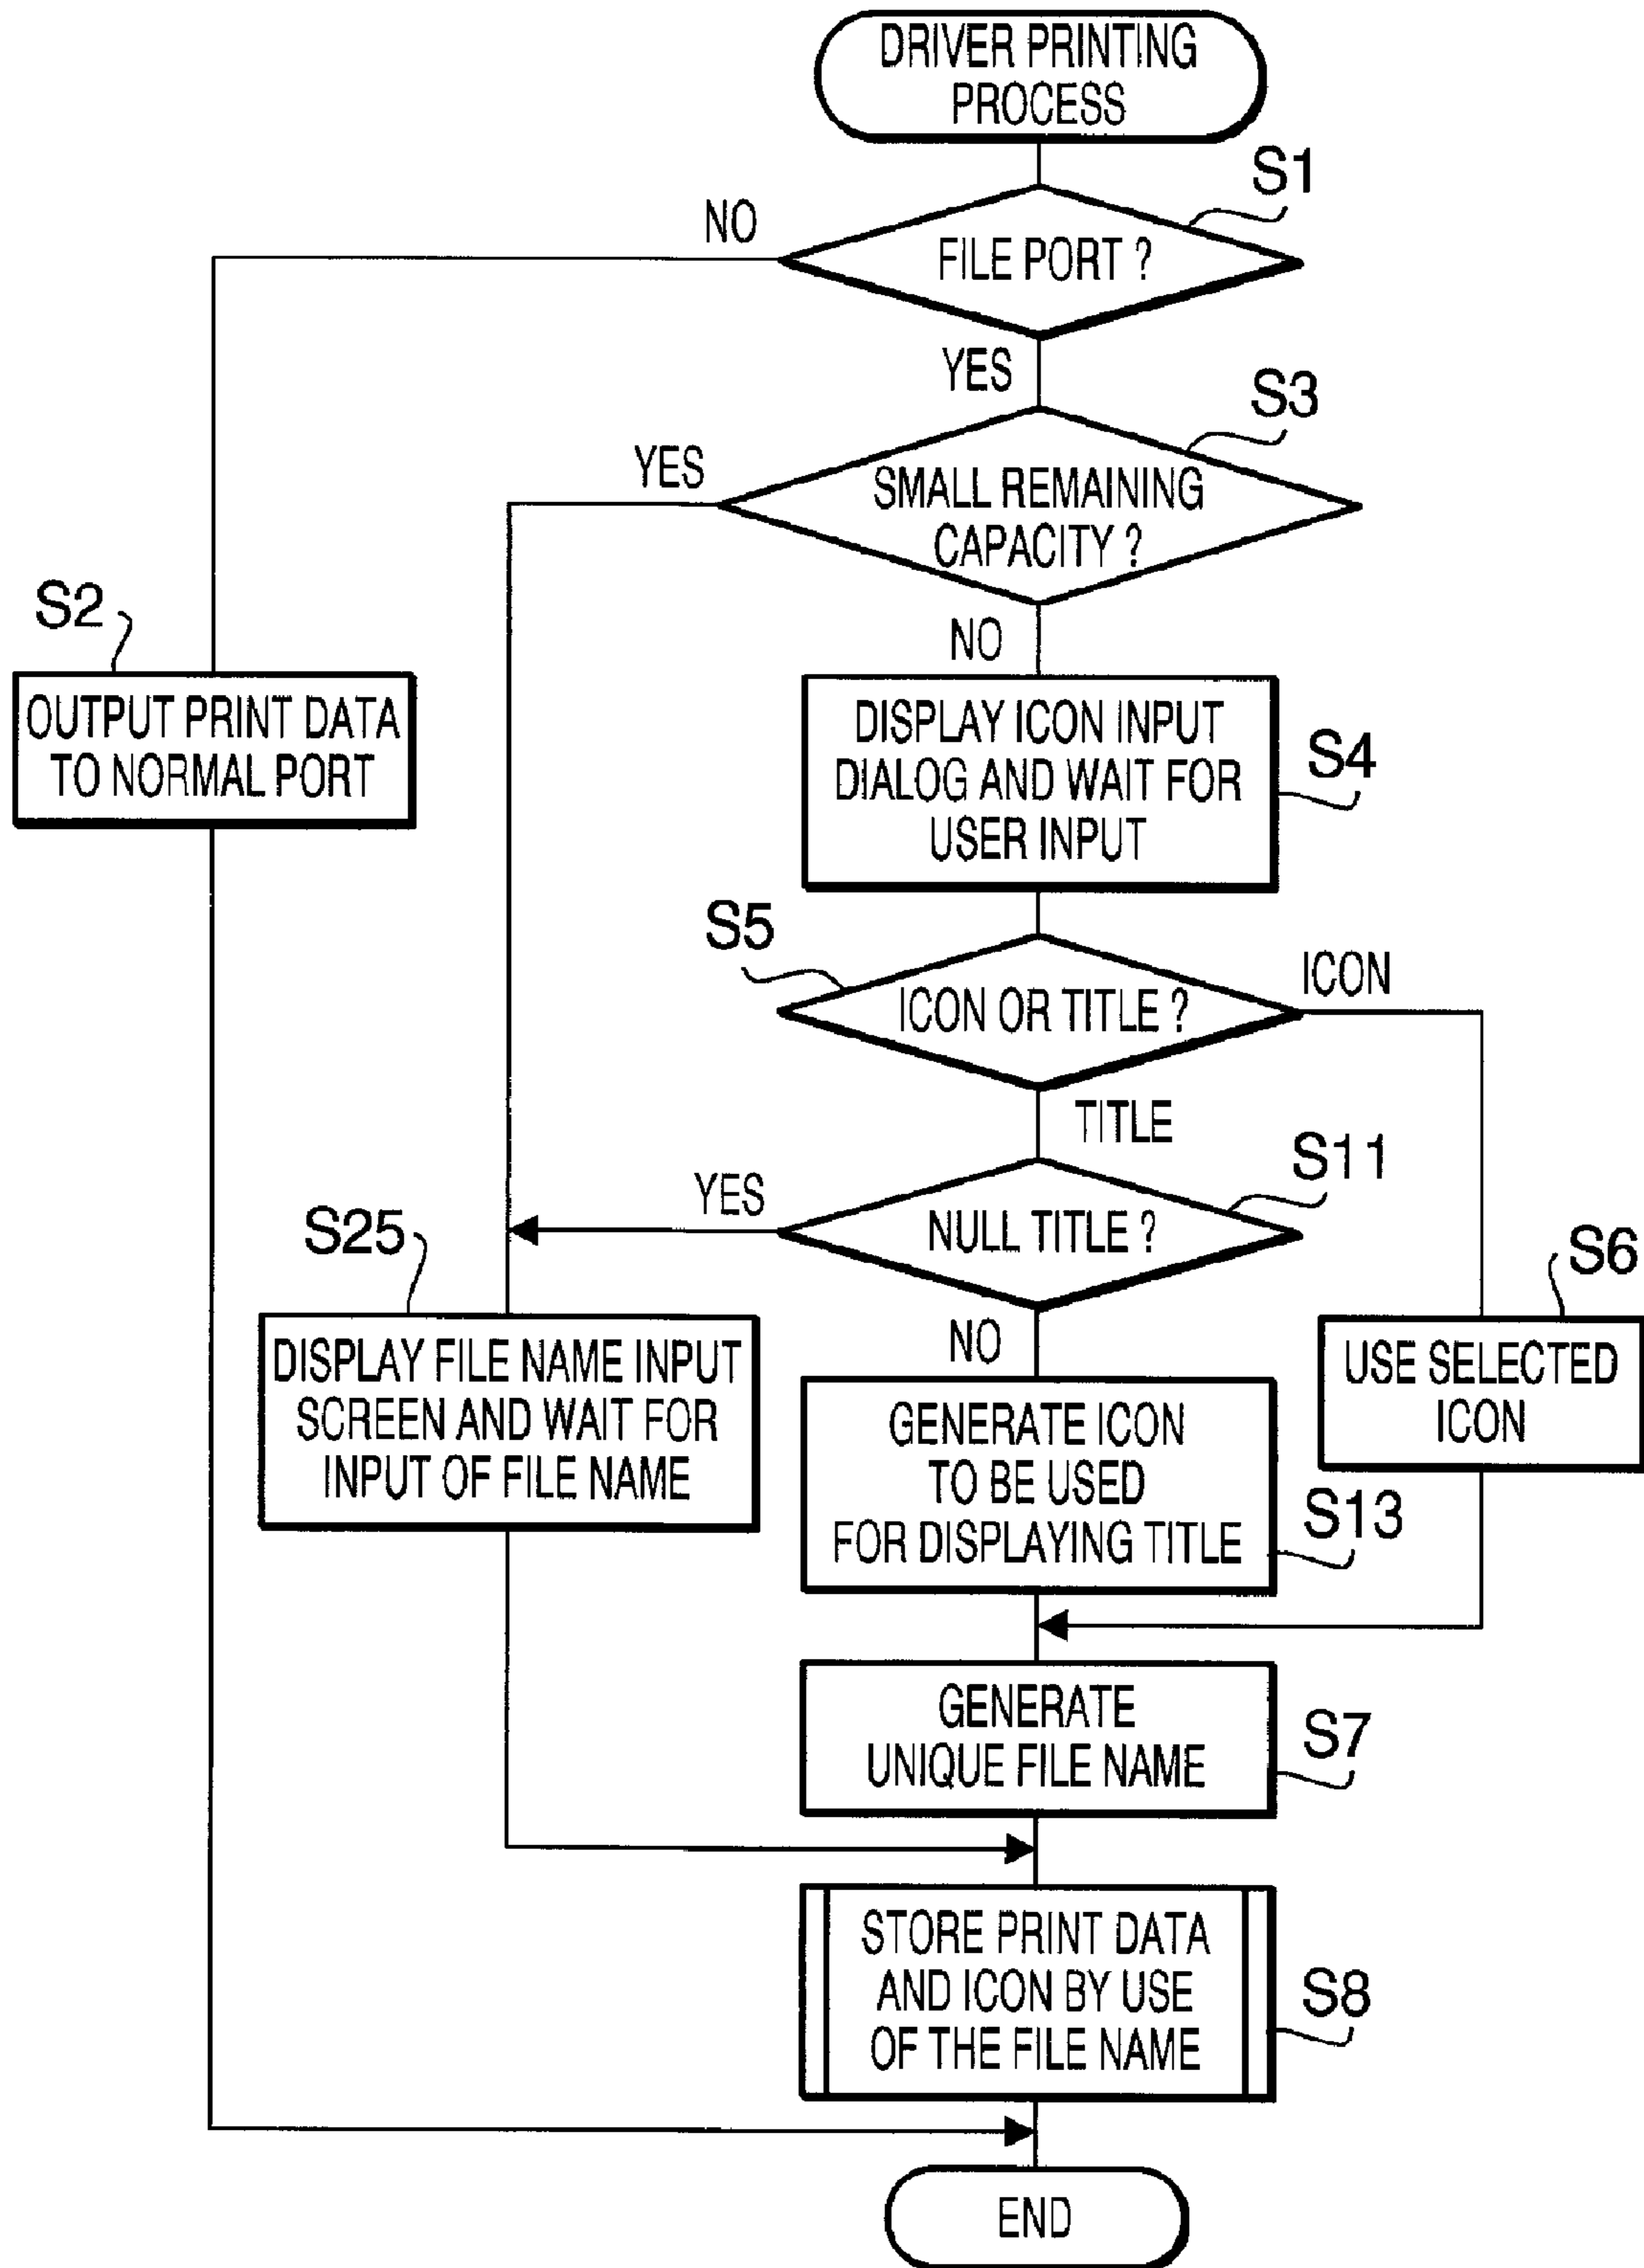 DRIVER PRINTING
PROCESS
S1
NO
FILE PORT ?
YES
S3
YES
SMALL REMAINING
CAPACITY ?
NO
S2
OUTPUT PRINT DATA
TO NORMAL PORT
DISPLAY ICON INPUT
DIALOG AND WAIT FOR
USER INPUT
S4
S5
ICON OR TITLE ?
ICON
TITLE
S11
YES
NULL TITLE ?
NO
S25
DISPLAY FILE NAME INPUT
SCREEN AND WAIT FOR
INPUT OF FILE NAME
S6
USE SELECTED
ICON
GENERATE ICON
TO BE USED
FOR DISPLAYING TITLE
S13
GENERATE
UNIQUE FILE NAME
S7
STORE PRINT DATA
AND ICON BY USE
OF THE FILE NAME
S8
END